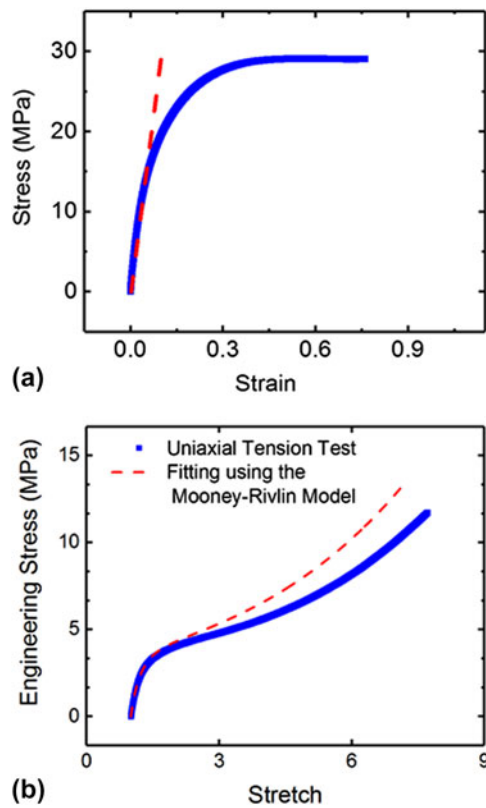 30
20
10
0
Stress (MPa)
0.0 0.3 0.6 0.9
Strain
(a)
Uniaxial Tension Test
Fitting using the
Mooney-Rivlin Model
15
10
5
0
Engineering Stress (MPa)
0 3 6 9
Stretch
(b)